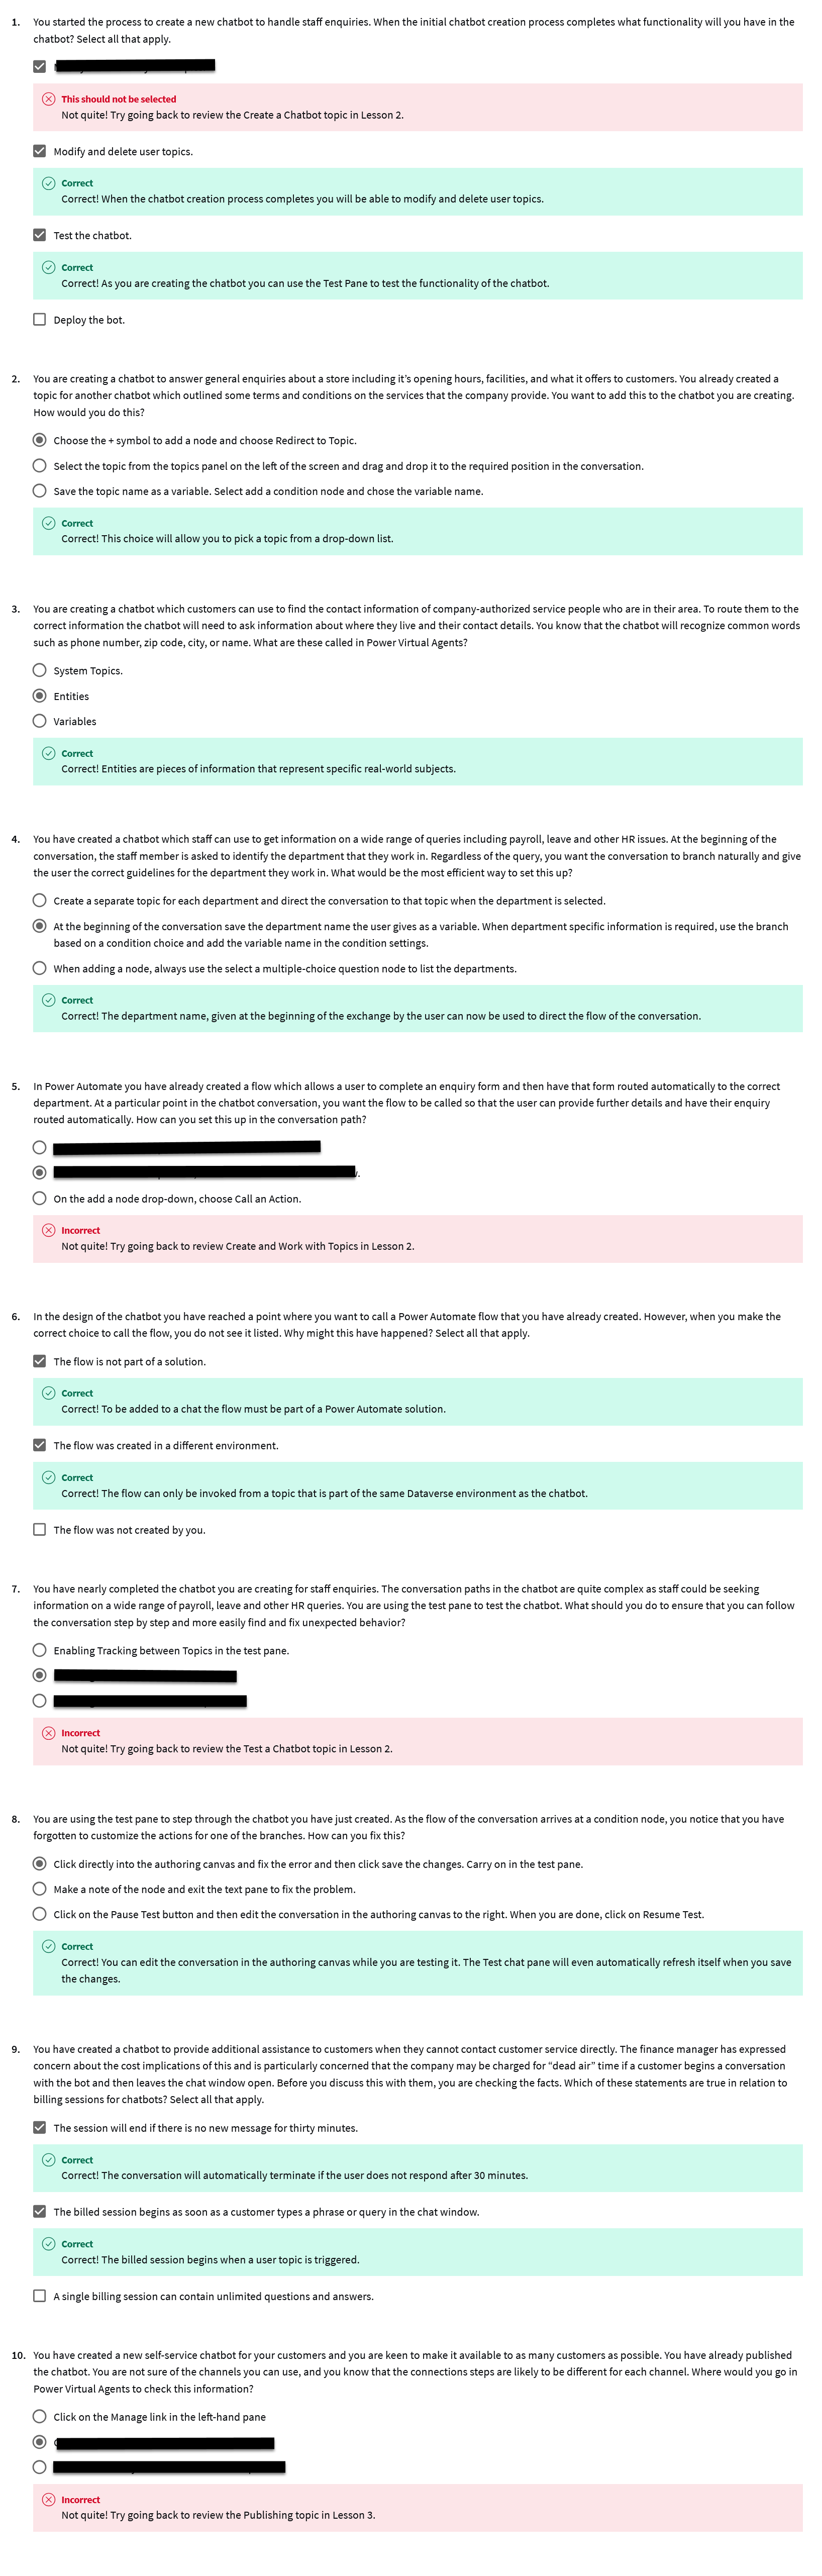 1. You started the process to create a new chatbot to handle staff enquiries. When the initial chatbot creation process completes what functionality will you have in the
chatbot? Select all that apply.
This should not be selected
Not quite! Try going back to review the Create a Chatbot topic in Lesson 2.
Modify and delete user topics.
Correct
Correct! When the chatbot creation process completes you will be able to modify and delete user topics.
Test the chatbot.
Correct
Correct! As you are creating the chatbot you can use the Test Pane to test the functionality of the chatbot.
Deploy the bot.
2. You are creating a chatbot to answer general enquiries about a store including it's opening hours, facilities, and what it offers to customers. You already created a
topic for another chatbot which outlined some terms and conditions on the services that the company provide. You want to add this to the chatbot you are creating.
How would you do this?
Choose the + symbol to add a node and choose Redirect to Topic.
Select the topic from the topics panel on the left of the screen and drag and drop it to the required position in the conversation.
Save the topic name as a variable. Select add a condition node and chose the variable name.
Correct
Correct! This choice will allow you to pick a topic from a drop-down list.
3. You are creating a chatbot which customers can use to find the contact information of company-authorized service people who are in their area. To route them to the
correct information the chatbot will need to ask information about where they live and their contact details. You know that the chatbot will recognize common words
such as phone number, zip code, city, or name. What are these called in Power Virtual Agents?
System Topics.
Entities
Variables
Correct
Correct! Entities are pieces of information that represent specific real-world subjects.
4. You have created a chatbot which staff can use to get information on a wide range of queries including payroll, leave and other HR issues. At the beginning of the
conversation, the staff member is asked to identify the department that they work in. Regardless of the query, you want the conversation to branch naturally and give
the user the correct guidelines for the department they work in. What would be the most efficient way to set this up?
Create a separate topic for each department and direct the conversation to that topic when the department is selected.
At the beginning of the conversation save the department name the user gives as a variable. When department specific information is required, use the branch
based on a condition choice and add the variable name in the condition settings.
When adding a node, always use the select a multiple-choice question node to list the departments.
Correct
Correct! The department name, given at the beginning of the exchange by the user can now be used to direct the flow of the conversation.
5. In Power Automate you have already created a flow which allows a user to complete an enquiry form and then have that form routed automatically to the correct
department. At a particular point in the chatbot conversation, you want the flow to be called so that the user can provide further details and have their enquiry
routed automatically. How can you set this up in the conversation path?
On the add a node drop-down, choose Call an Action.
Incorrect
Not quite! Try going back to review Create and Work with Topics in Lesson 2.
6. In the design of the chatbot you have reached a point where you want to call a Power Automate flow that you have already created. However, when you make the
correct choice to call the flow, you do not see it listed. Why might this have happened? Select all that apply.
The flow is not part of a solution.
Correct
Correct! To be added to a chat the flow must be part of a Power Automate solution.
The flow was created in a different environment.
Correct
Correct! The flow can only be invoked from a topic that is part of the same Dataverse environment as the chatbot.
The flow was not created by you.
7. You have nearly completed the chatbot you are creating for staff enquiries. The conversation paths in the chatbot are quite complex as staff could be seeking
information on a wide range of payroll, leave and other HR queries. You are using the test pane to test the chatbot. What should you do to ensure that you can follow
the conversation step by step and more easily find and fix unexpected behavior?
Enabling Tracking between Topics in the test pane.
Incorrect
Not quite! Try going back to review the Test a Chatbot topic in Lesson 2.
8. You are using the test pane to step through the chatbot you have just created. As the flow of the conversation arrives at a condition node, you notice that you have
forgotten to customize the actions for one of the branches. How can you fix this?
Click directly into the authoring canvas and fix the error and then click save the changes. Carry on in the test pane.
Make a note of the node and exit the text pane to fix the problem.
Click on the Pause Test button and then edit the conversation in the authoring canvas to the right. When you are done, click on Resume Test.
Correct
Correct! You can edit the conversation in the authoring canvas while you are testing it. The Test chat pane will even automatically refresh itself when you save
the changes.
9. You have created a chatbot to provide additional assistance to customers when they cannot contact customer service directly. The finance manager has expressed
concern about the cost implications of this and is particularly concerned that the company may be charged for “dead air” time if a customer begins a conversation
with the bot and then leaves the chat window open. Before you discuss this with them, you are checking the facts. Which of these statements are true in relation to
billing sessions for chatbots? Select all that apply.
The session will end if there is no new message for thirty minutes.
Correct
Correct! The conversation will automatically terminate if the user does not respond after 30 minutes.
The billed session begins as soon as a customer types a phrase or query in the chat window.
Correct
Correct! The billed session begins when a user topic is triggered.
A single billing session can contain unlimited questions and answers.
10. You have created a new self-service chatbot for your customers and you are keen to make it available to as many customers as possible. You have already published
the chatbot. You are not sure of the channels you can use, and you know that the connections steps are likely to be different for each channel. Where would you go in
Power Virtual Agents to check this information?
Click on the Manage link in the left-hand pane
Incorrect
Not quite! Try going back to review the Publishing topic in Lesson 3.